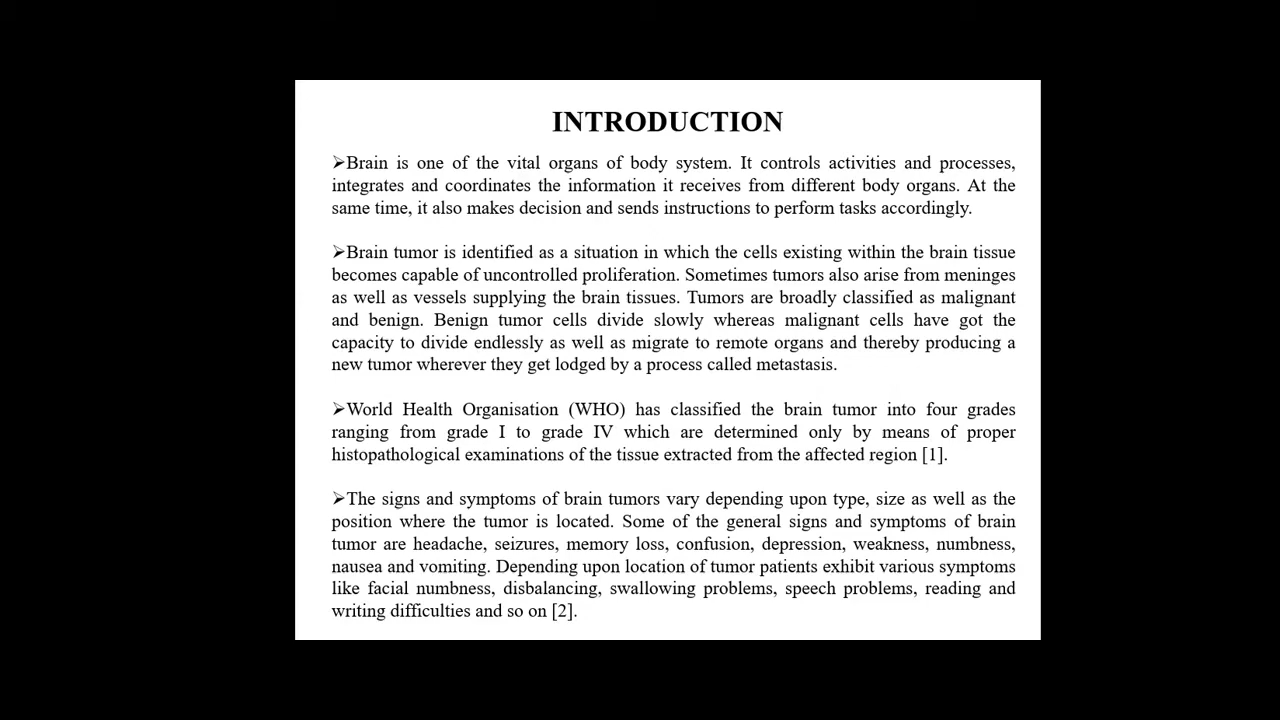 INTRODUCTION
➢Brain is one of the vital organs of body system. It controls activities and processes,
integrates and coordinates the information it receives from different body organs. At the
same time, it also makes decision and sends instructions to perform tasks accordingly.
➢Brain tumor is identified as a situation in which the cells existing within the brain tissue
becomes capable of uncontrolled proliferation. Sometimes tumors also arise from meninges
as well as vessels supplying the brain tissues. Tumors are broadly classified as malignant
and benign. Benign tumor cells divide slowly whereas malignant cells have got the
capacity to divide endlessly as well as migrate to remote organs and thereby producing a
new tumor wherever they get lodged by a process called metastasis.
➢World Health Organisation (WHO) has classified the brain tumor into four grades
ranging from grade I to grade IV which are determined only by means of proper
histopathological examinations of the tissue extracted from the affected region [1].
➢The signs and symptoms of brain tumors vary depending upon type, size as well as the
position where the tumor is located. Some of the general signs and symptoms of brain
tumor are headache, seizures, memory loss, confusion, depression, weakness, numbness,
nausea and vomiting. Depending upon location of tumor patients exhibit various symptoms
like facial numbness, disbalancing, swallowing problems, speech problems, reading and
writing difficulties and so on [2].